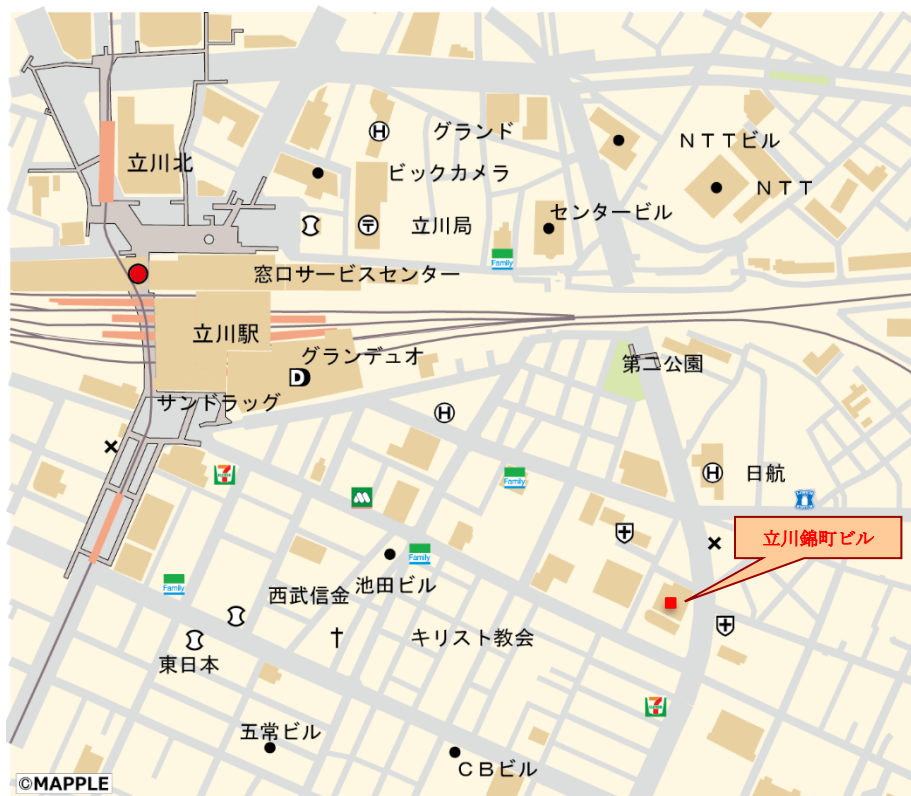 グランド
NTTビル
立川北
ビックカメラ
NTT
センタービル
立川局
Family
窓口サービスセンター
立川駅
グランデュオ
第二公園
サンドラッグ
日航
Family
立川錦町ビル
Family
池田ビル
Family
西武信金
キリスト教会
東日本
五常ビル
CBビル
©MAPPLE